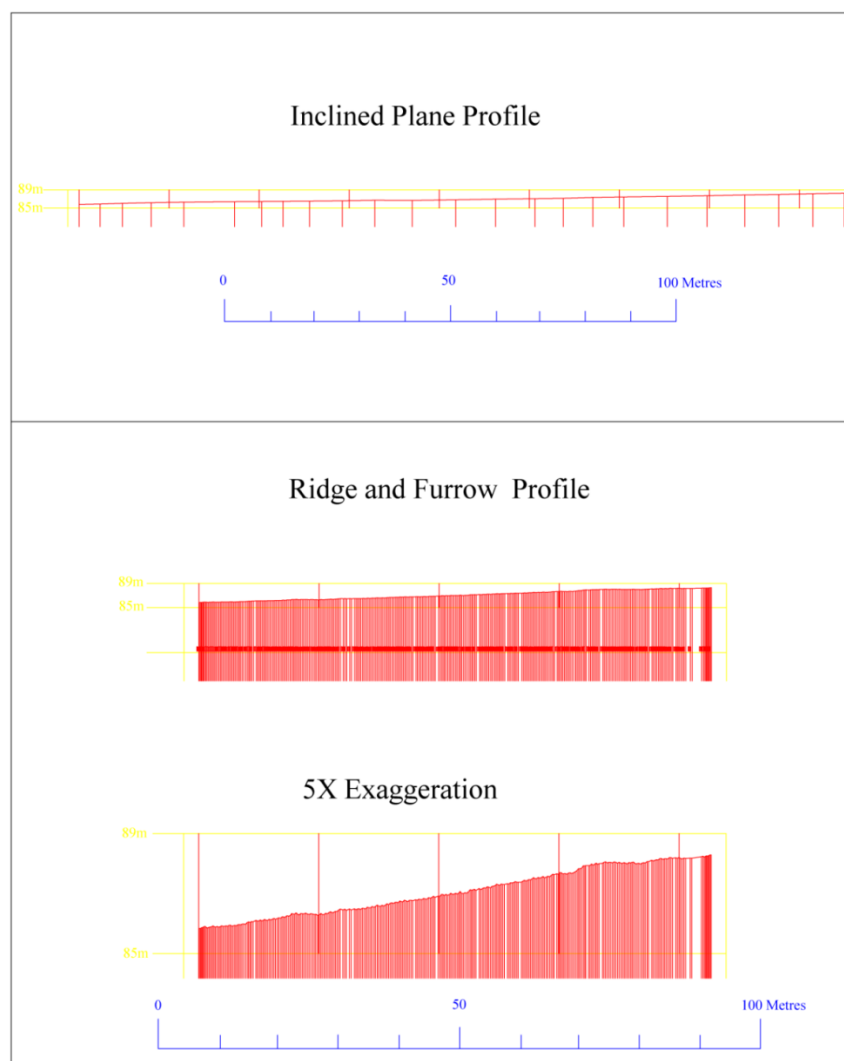 Inclined Plane Profile
89m
85m
0 50 100 Metres
Ridge and Furrow Profile
89m
85m
5X Exaggeration
89m
85m
0 50 100 Metres